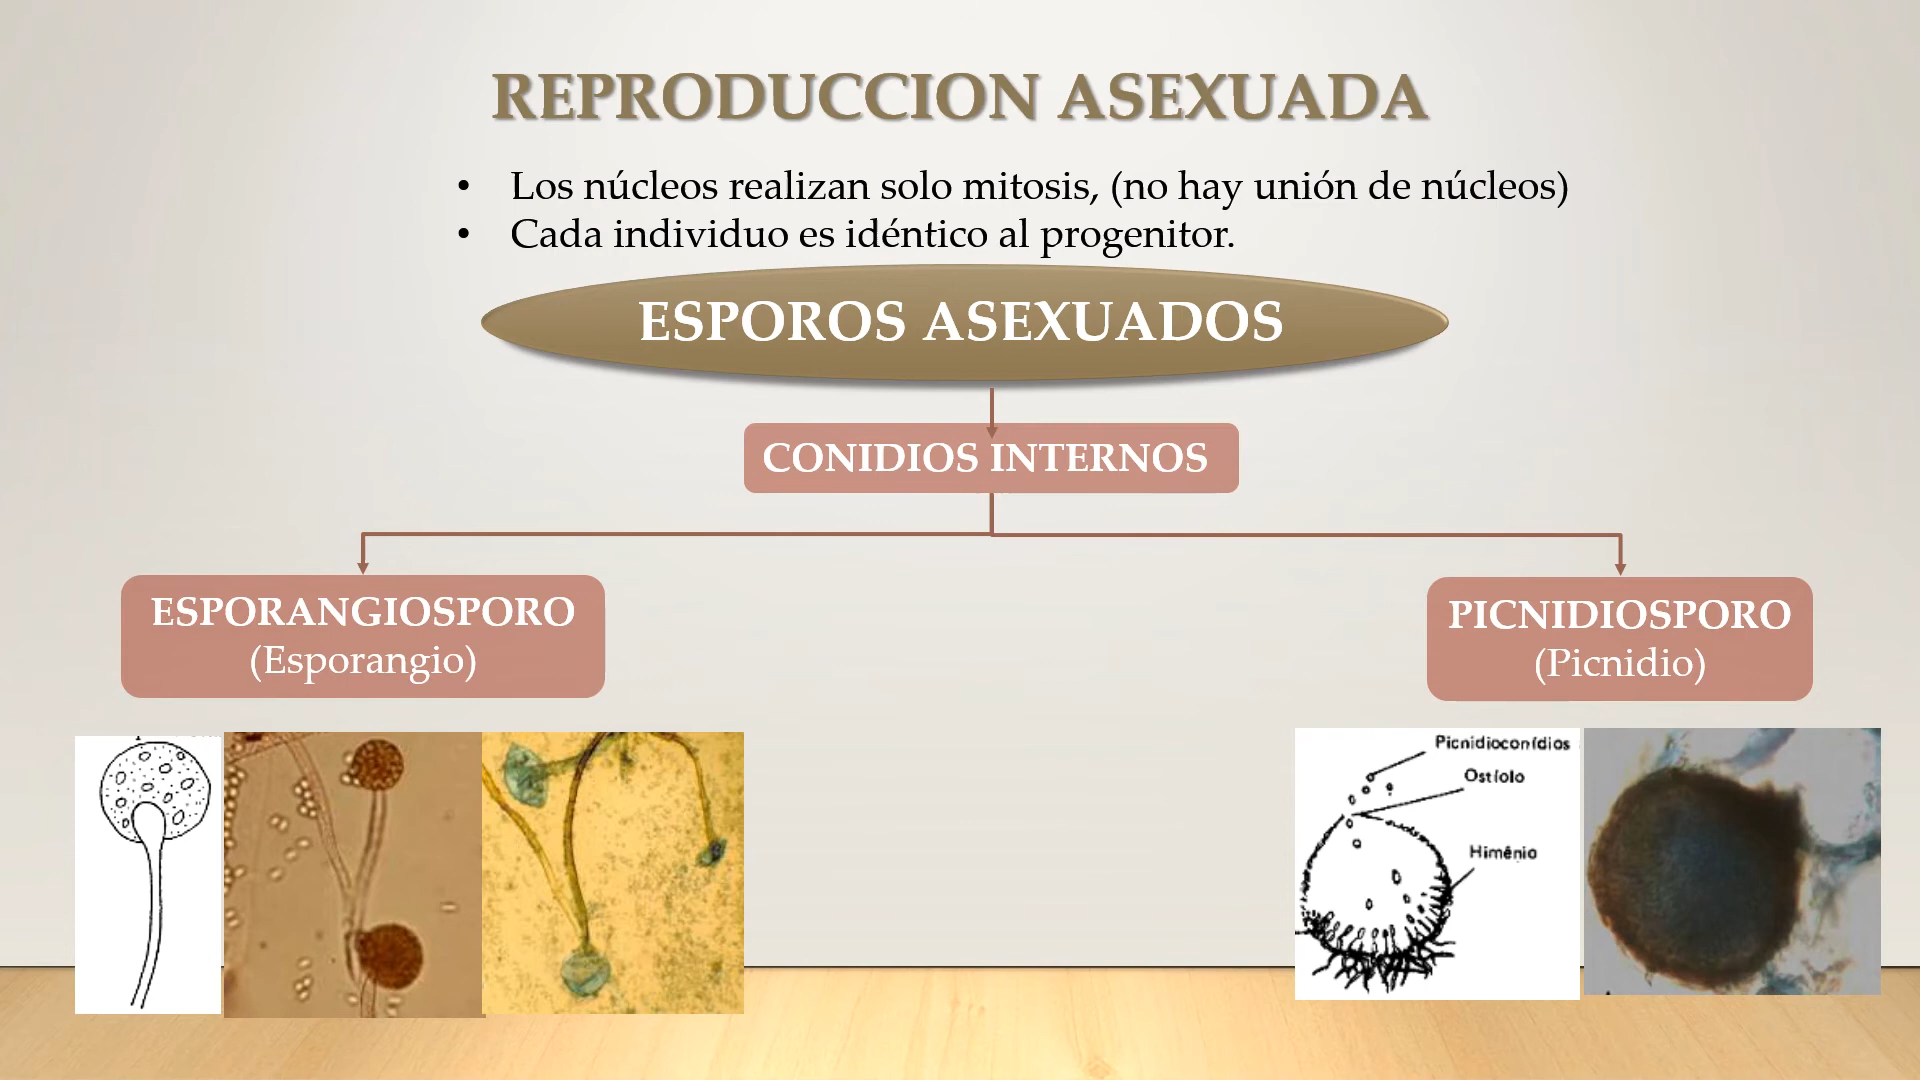 REPRODUCCION ASEXUADA
• Los núcleos realizan solo mitosis, (no hay unión de núcleos)
• Cada individuo es idéntico al progenitor.
ESPOROS ASEXUADOS
CONIDIOS INTERNOS
ESPORANGIOSPORO
(Esporangio)
PICNIDIOSPORO
(Picnidio)
Picnidioconídios
Ostíolo
Himênio